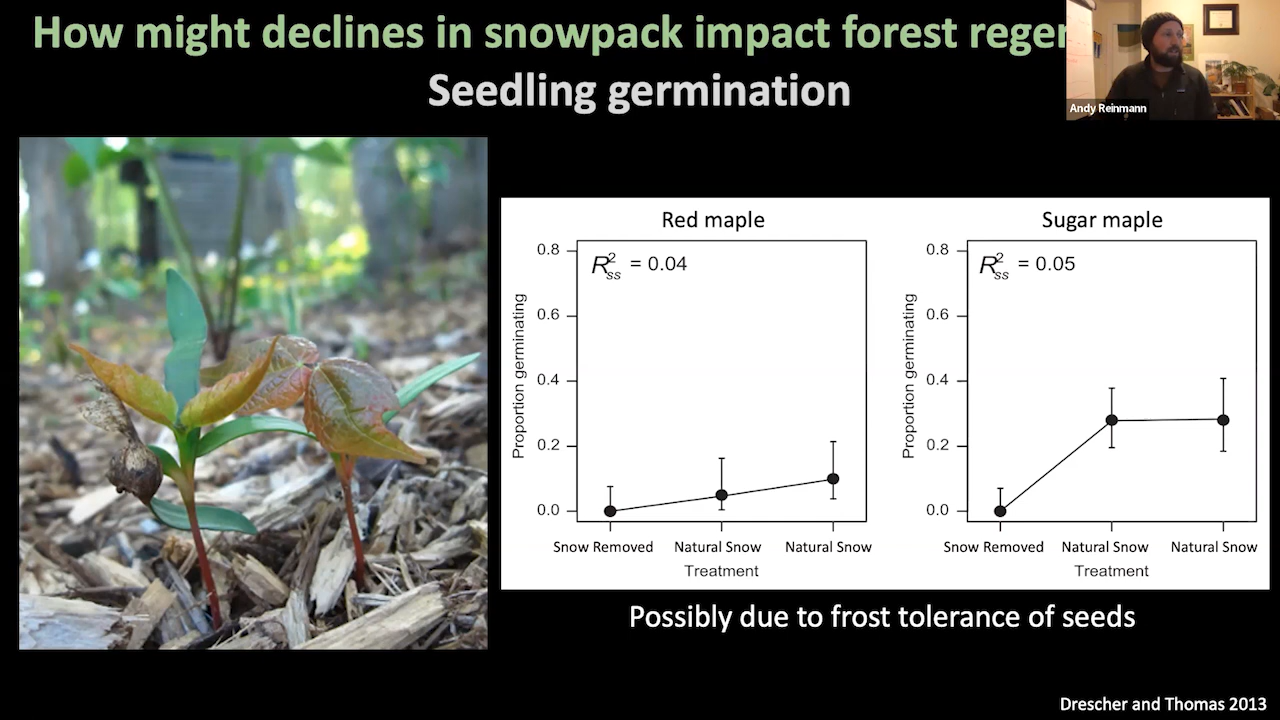 How might declines in snowpack impact forest
Seedling germination
Andy Reinmann
Red maple
R²ss = 0.04
0.8
0.6
0.4
0.2
0.0
Proportion germinating
Snow Removed Natural Snow Natural Snow
Treatment
Sugar maple
R²ss = 0.05
0.8
0.6
0.4
0.2
0.0
Proportion germinating
Snow Removed Natural Snow Natural Snow
Treatment
Possibly due to frost tolerance of seeds
Drescher and Thomas 2013